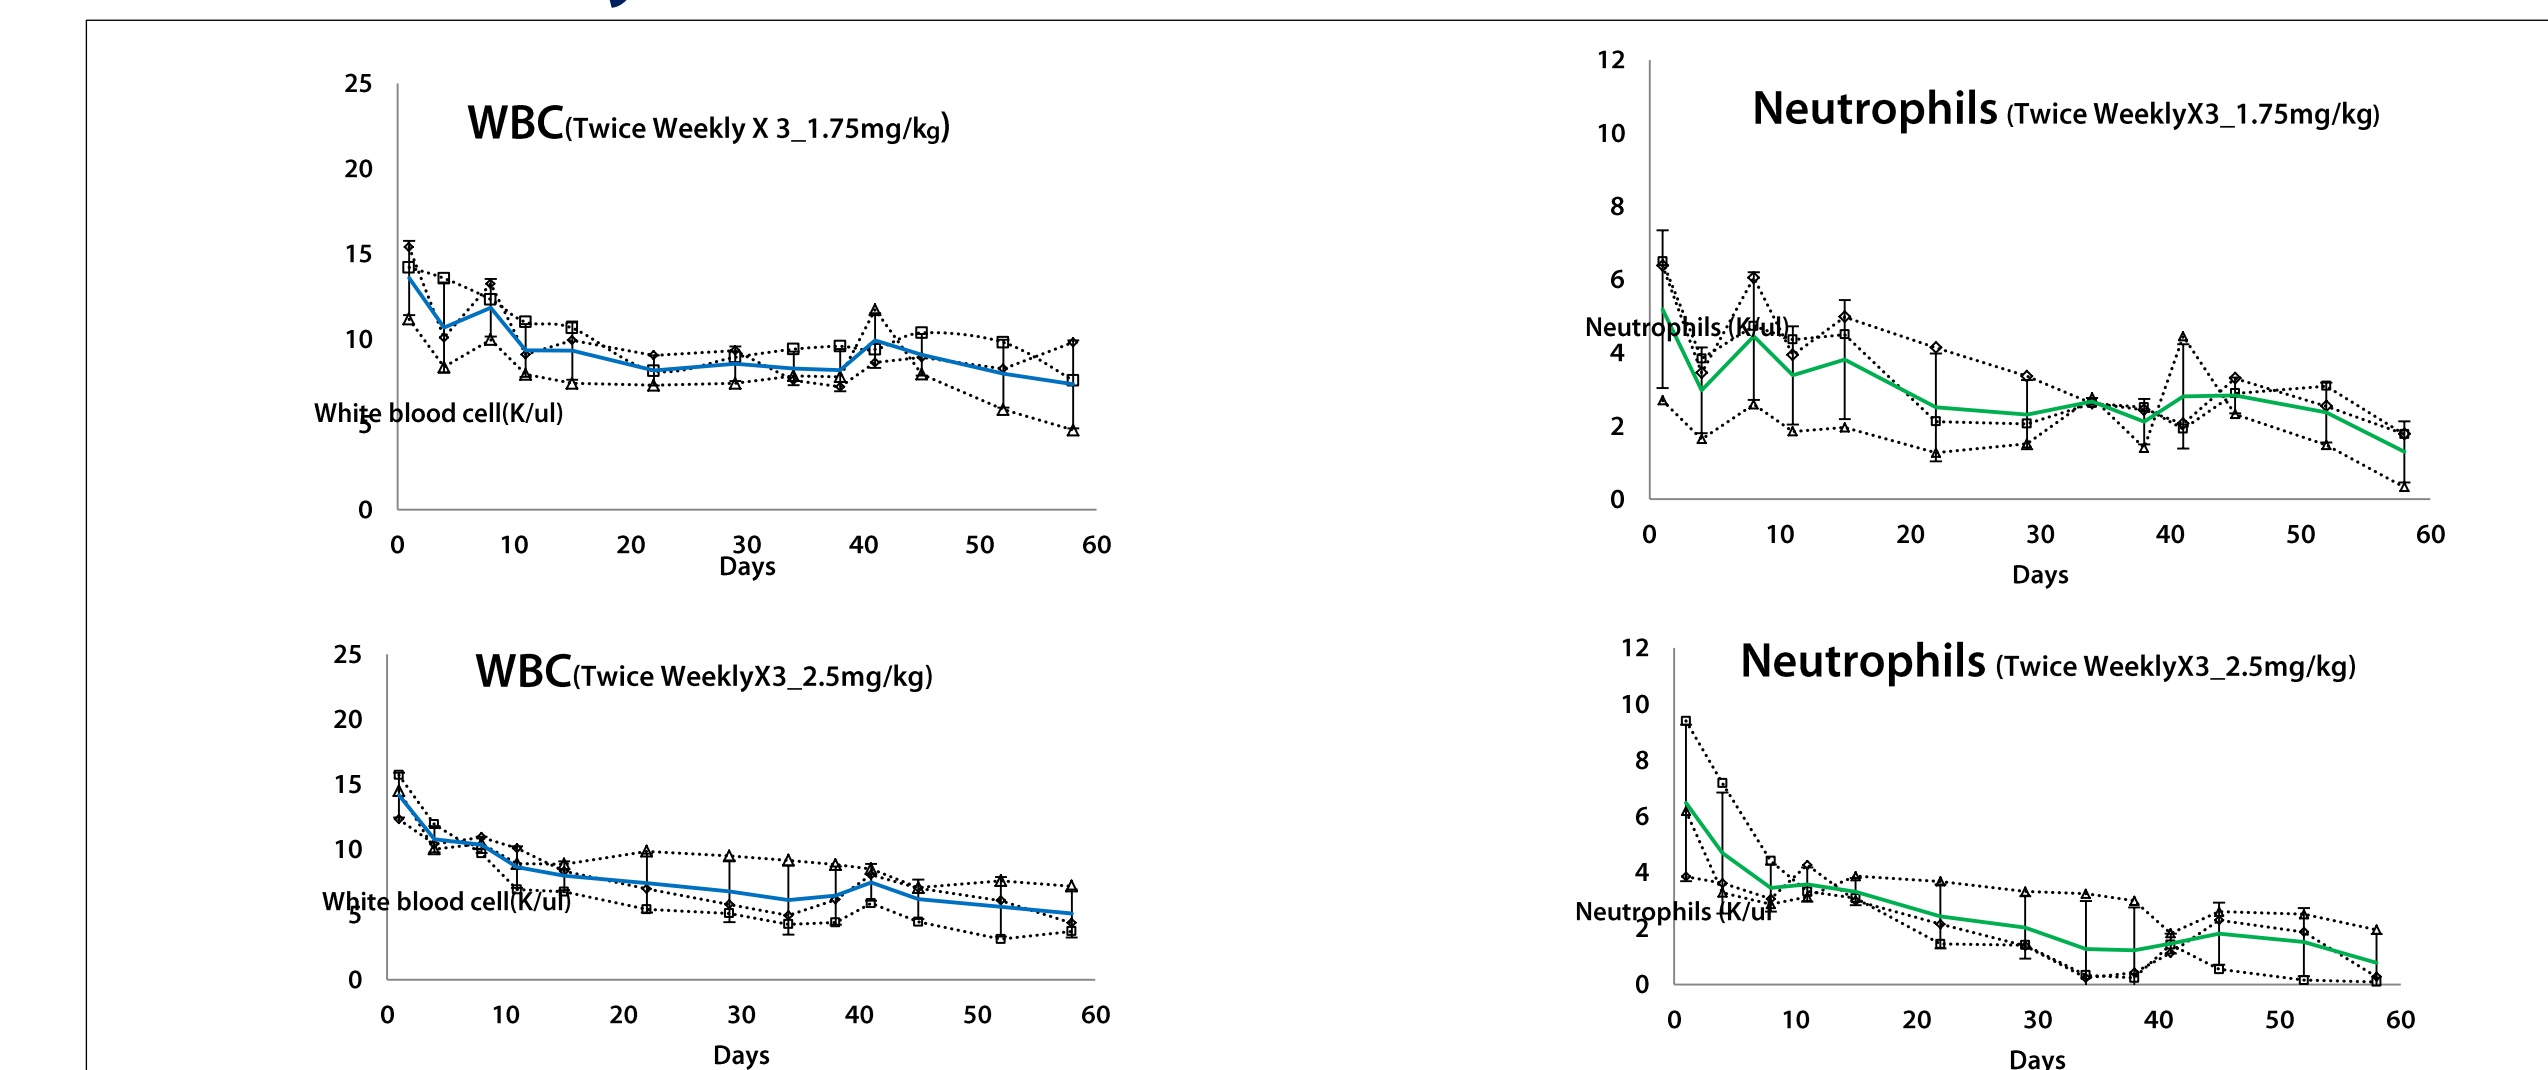 WBC(Twice Weekly X 3_1.75mg/kg)
25
20
15
10
5
0
White blood cell(K/ul)
0 10 20 30 40 50 60
Days
Neutrophils (Twice WeeklyX3_1.75mg/kg)
12
10
8
6
4
2
0
Neutrophils (K/ul)
0 10 20 30 40 50 60
Days
WBC(Twice WeeklyX3_2.5mg/kg)
25
20
15
10
5
0
White blood cell(K/ul)
0 10 20 30 40 50 60
Days
Neutrophils (Twice WeeklyX3_2.5mg/kg)
12
10
8
6
4
2
0
Neutrophils (K/ul
0 10 20 30 40 50 60
Days